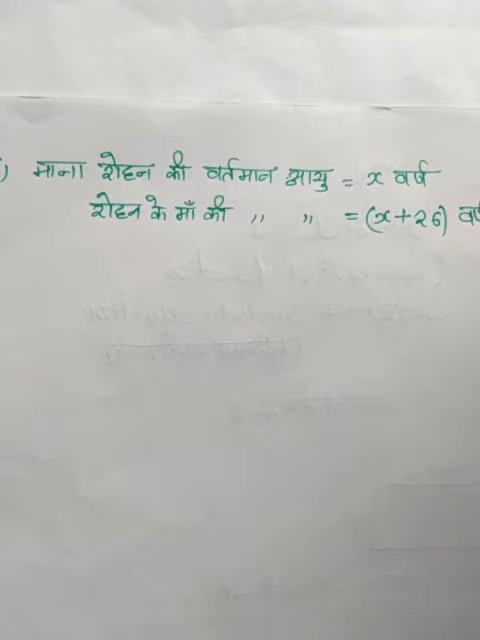 ) माना रोहन की वर्तमान आयु = x वर्ष
रोहन के माँ की ,, ,, = (x+26)